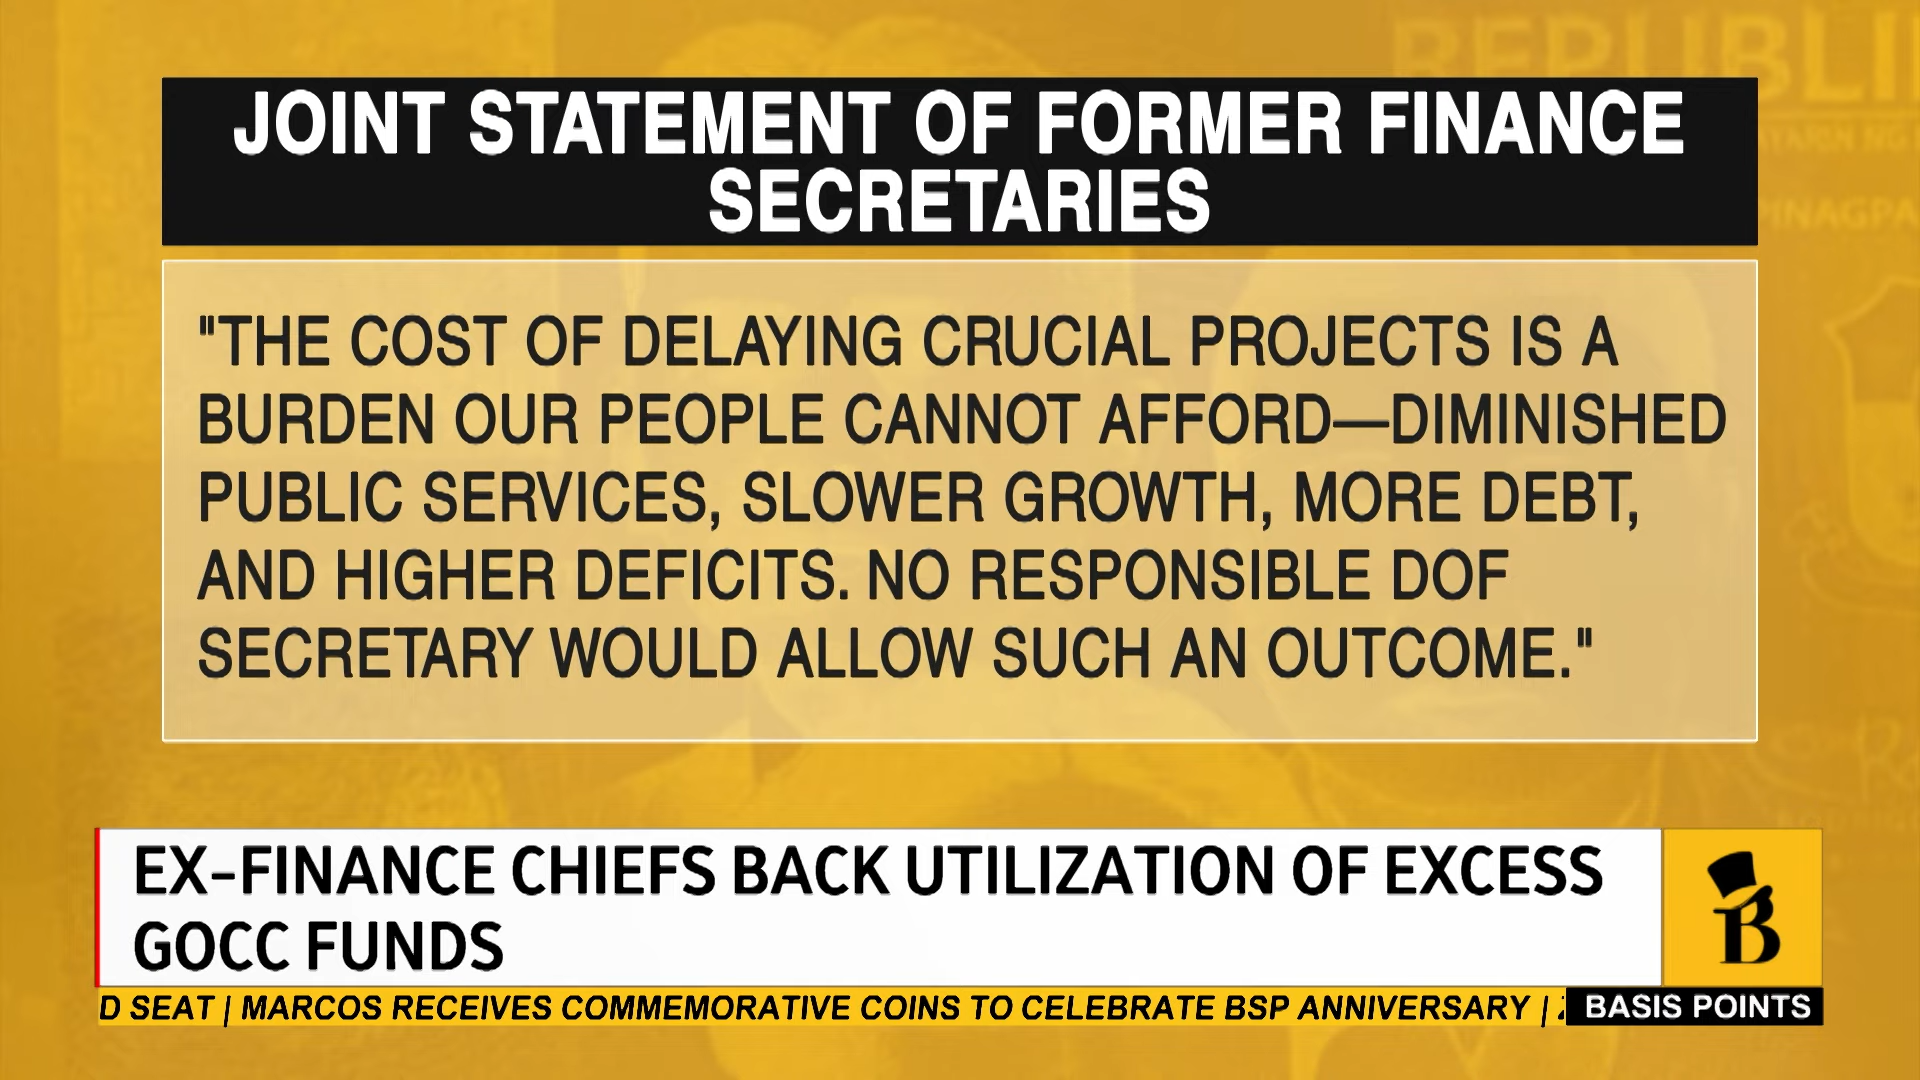 REPUBLI
JOINT STATEMENT OF FORMER FINANCE
SECRETARIES
"THE COST OF DELAYING CRUCIAL PROJECTS IS A
BURDEN OUR PEOPLE CANNOT AFFORD—DIMINISHED
PUBLIC SERVICES, SLOWER GROWTH, MORE DEBT,
AND HIGHER DEFICITS. NO RESPONSIBLE DOF
SECRETARY WOULD ALLOW SUCH AN OUTCOME."
EX-FINANCE CHIEFS BACK UTILIZATION OF EXCESS
GOCC FUNDS
B
D SEAT | MARCOS RECEIVES COMMEMORATIVE COINS TO CELEBRATE BSP ANNIVERSARY |
BASIS POINTS